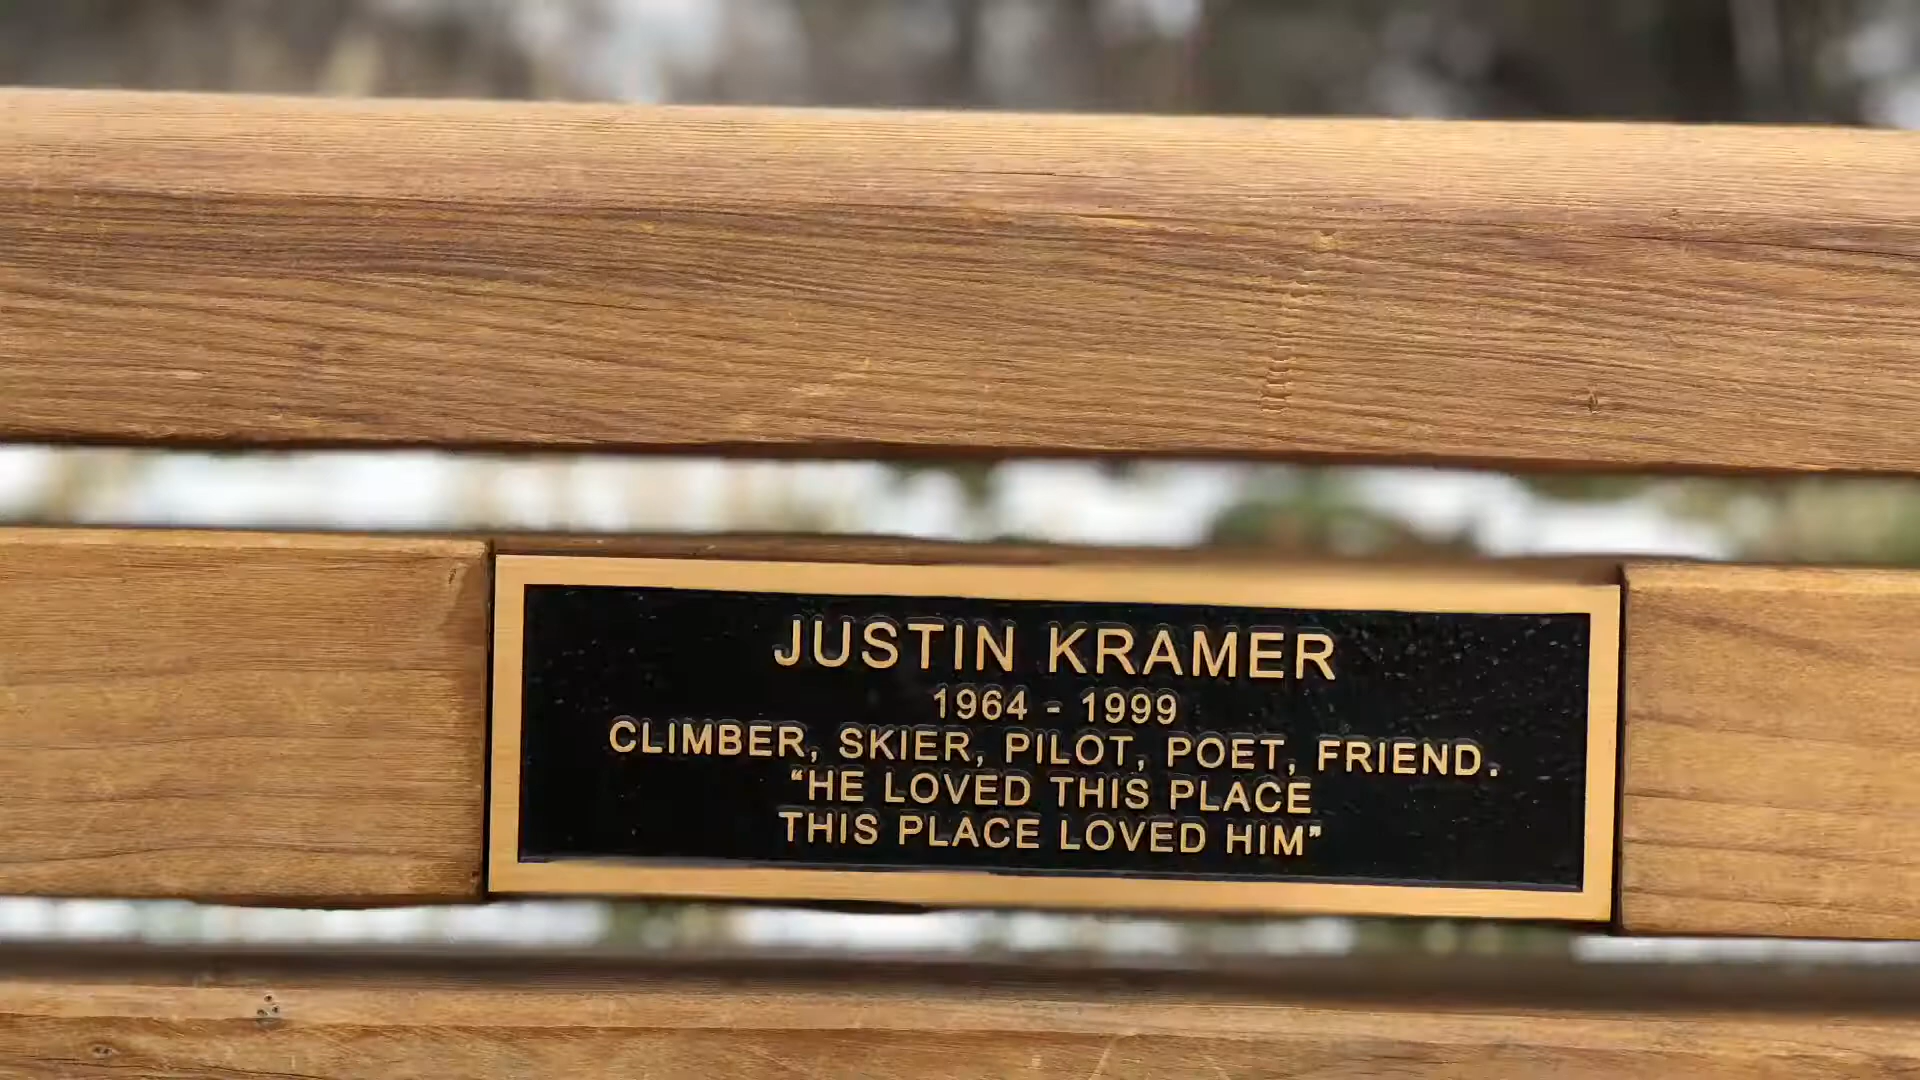 JUSTIN KRAMER
1964 - 1999
CLIMBER, SKIER, PILOT, POET, FRIEND.
“HE LOVED THIS PLACE
THIS PLACE LOVED HIM”